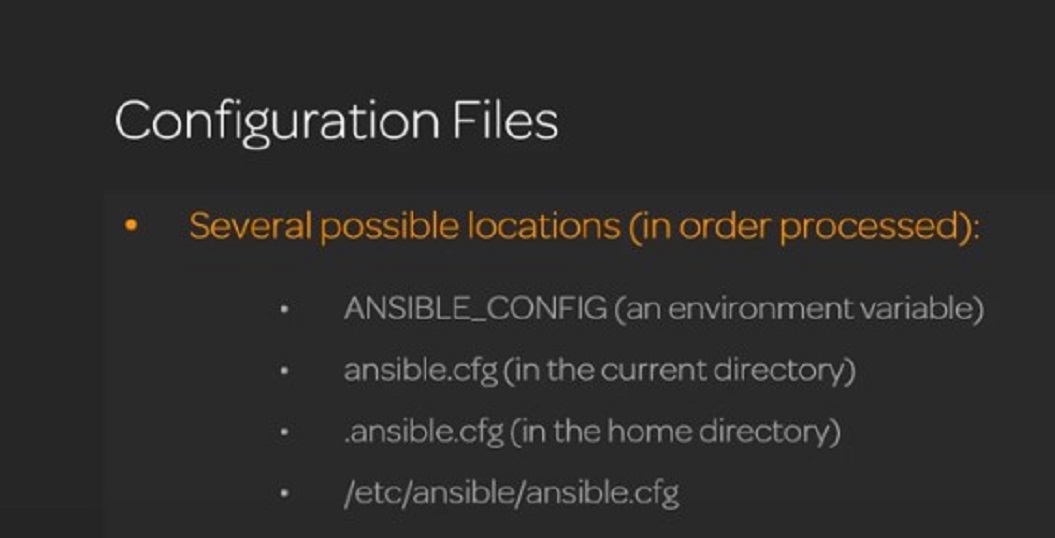 Configuration Files
• Several possible locations (in order processed):
• ANSIBLE_CONFIG (an environment variable)
• ansible.cfg (in the current directory)
• .ansible.cfg (in the home directory)
• /etc/ansible/ansible.cfg